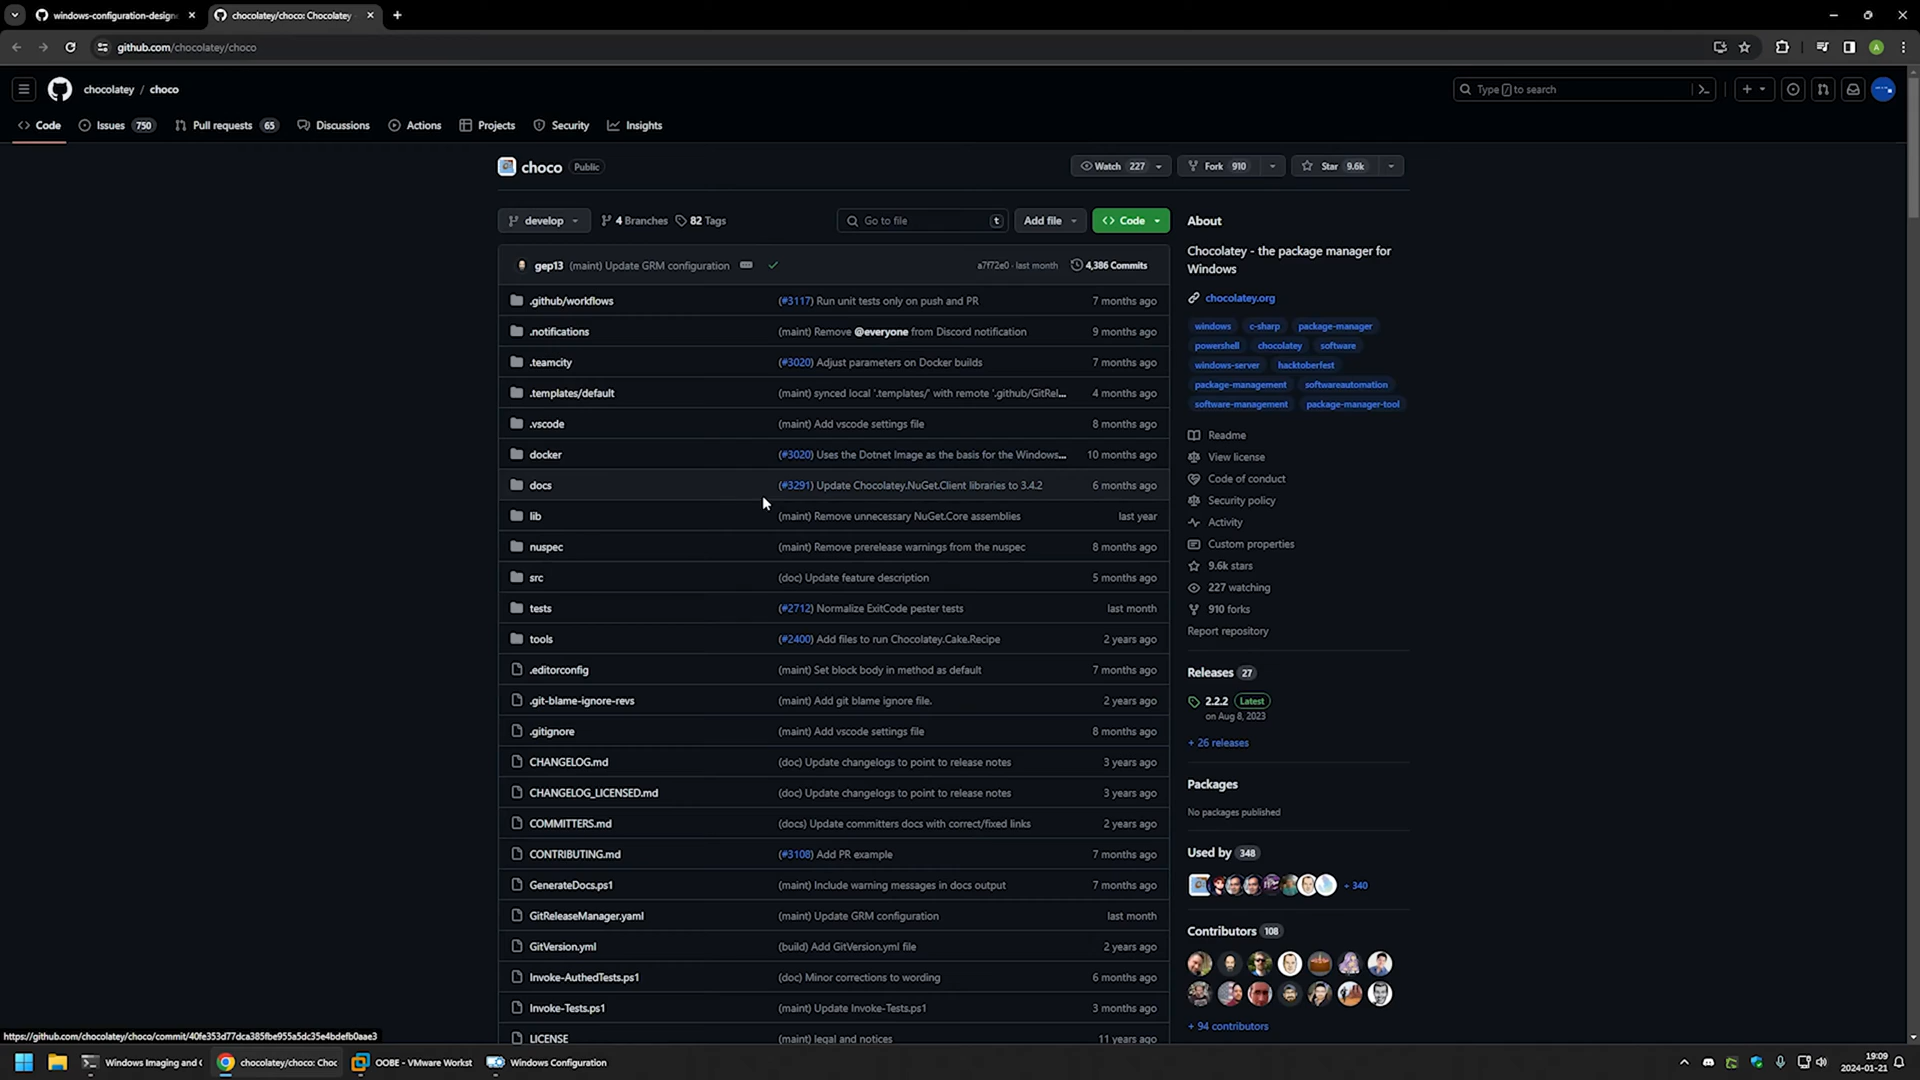 windows-configuration-designe
chocolatey/choco: Chocolatey
github.com/chocolatey/choco
A
chocolatey / choco
Type / to search
Code
Issues 750
Pull requests 65
Discussions
Actions
Projects
Security
Insights
choco Public
Watch 227
Fork 910
Star 9.6k
develop
4 Branches
82 Tags
Go to file t
Add file
Code
gep13 (maint) Update GRM configuration a7f72e0 · last month 4,386 Commits
.github/workflows (#3117) Run unit tests only on push and PR 7 months ago
.notifications (maint) Remove @everyone from Discord notification 9 months ago
.teamcity (#3020) Adjust parameters on Docker builds 7 months ago
.templates/default (maint) synced local '.templates/' with remote '.github/GitRel... 4 months ago
.vscode (maint) Add vscode settings file 8 months ago
docker (#3020) Uses the Dotnet Image as the basis for the Windows... 10 months ago
docs (#3291) Update Chocolatey.NuGet.Client libraries to 3.4.2 6 months ago
lib (maint) Remove unnecessary NuGet.Core assemblies last year
nuspec (maint) Remove prerelease warnings from the nuspec 8 months ago
src (doc) Update feature description 5 months ago
tests (#2712) Normalize ExitCode pester tests last month
tools (#2400) Add files to run Chocolatey.Cake.Recipe 2 years ago
.editorconfig (maint) Set block body in method as default 7 months ago
.git-blame-ignore-revs (maint) Add git blame ignore file. 2 years ago
.gitignore (maint) Add vscode settings file 8 months ago
CHANGELOG.md (doc) Update changelogs to point to release notes 3 years ago
CHANGELOG_LICENSED.md (doc) Update changelogs to point to release notes 3 years ago
COMMITTERS.md (docs) Update committers docs with correct/fixed links 2 years ago
CONTRIBUTING.md (#3108) Add PR example 7 months ago
GenerateDocs.ps1 (maint) Include warning messages in docs output 7 months ago
GitReleaseManager.yaml (maint) Update GRM configuration last month
GitVersion.yml (build) Add GitVersion.yml file 2 years ago
Invoke-AuthedTests.ps1 (doc) Minor corrections to wording 6 months ago
Invoke-Tests.ps1 (maint) Update Invoke-Tests.ps1 3 months ago
LICENSE (maint) legal and notices 11 years ago
About
Chocolatey - the package manager for
Windows
chocolatey.org
windows c-sharp package-manager
powershell chocolatey software
windows-server hacktoberfest
package-management softwareautomation
software-management package-manager-tool
Readme
View license
Code of conduct
Security policy
Activity
Custom properties
9.6k stars
227 watching
910 forks
Report repository
Releases 27
2.2.2 Latest
on Aug 8, 2023
+ 26 releases
Packages
No packages published
Used by 348
+ 340
Contributors 108
+ 94 contributors
https://github.com/chocolatey/choco/commit/40fe353d77dca385fbe955a5dc35e4bdefb0aae3
Windows Imaging and C
chocolatey/choco: Choc
OOBE - VMware Workst
Windows Configuration
19:09
2024-01-21